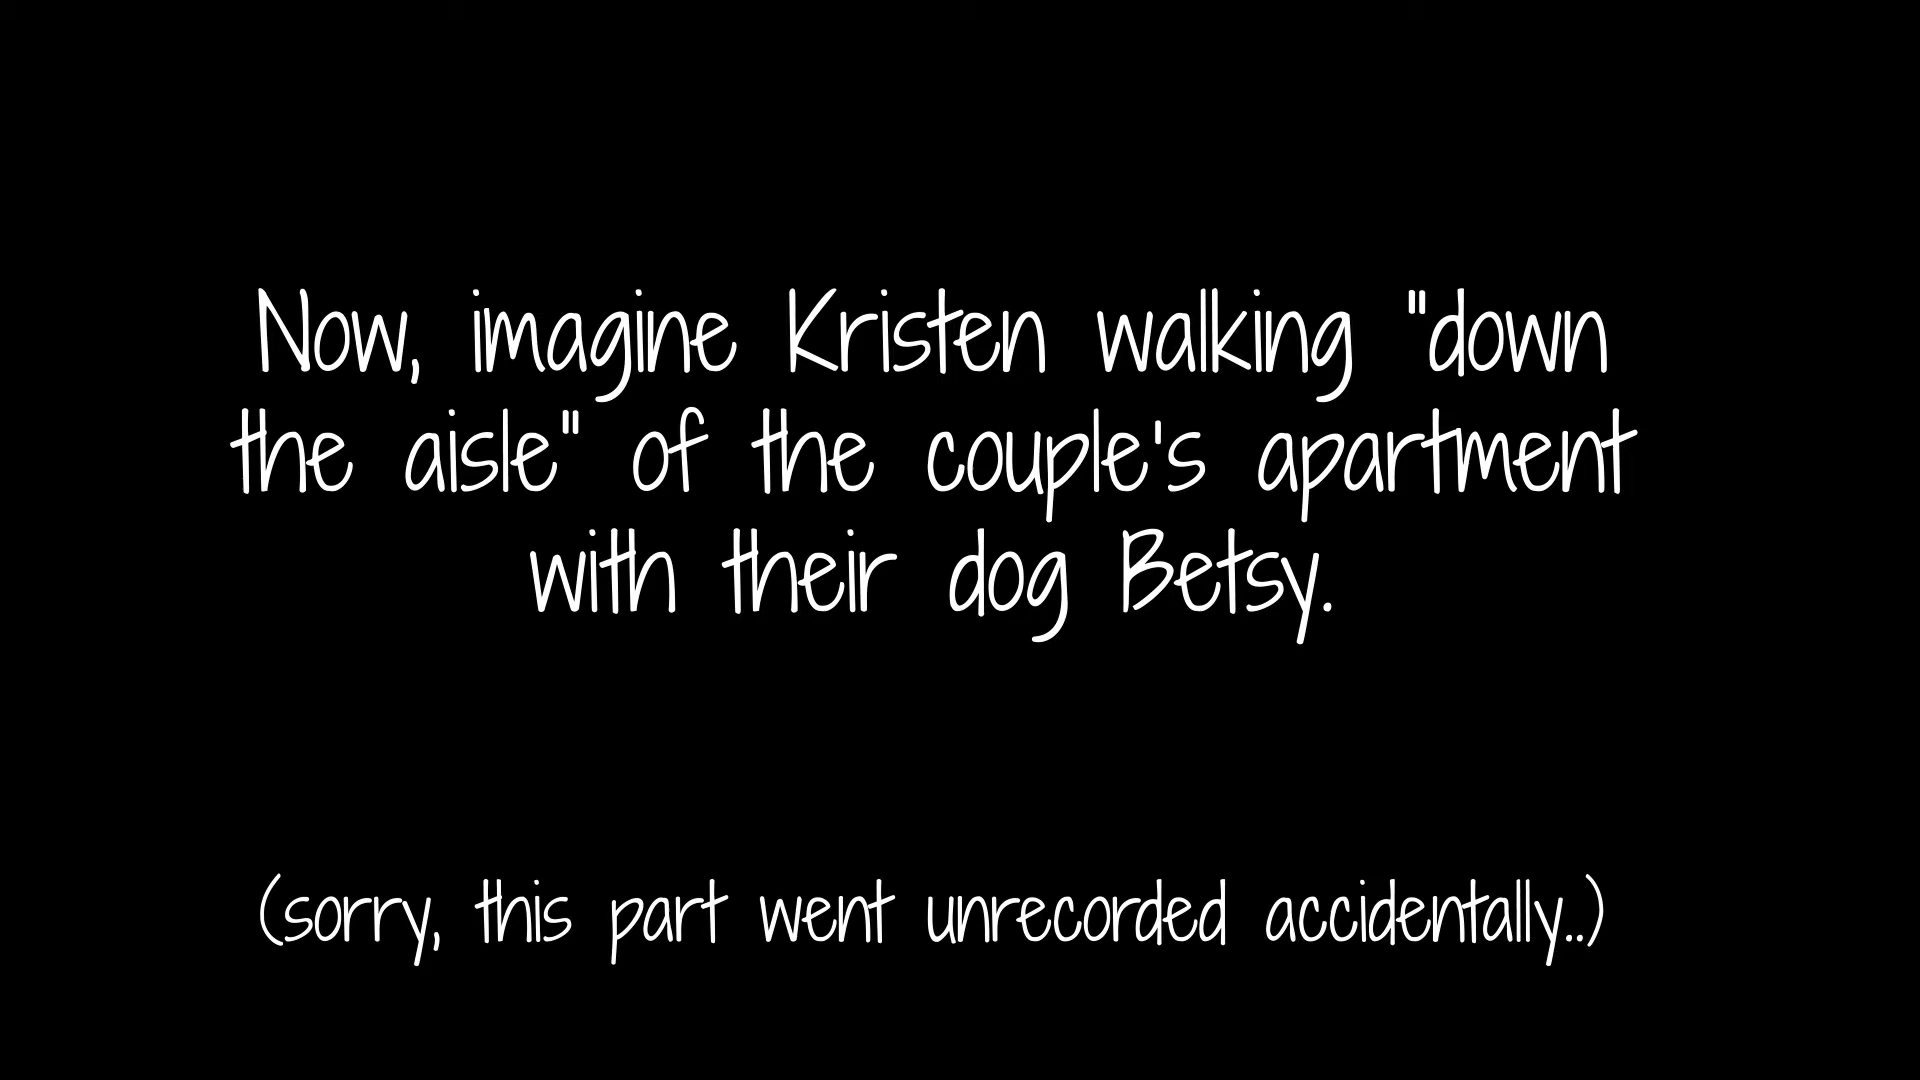 Now, imagine Kristen walking "down
the aisle" of the couple's apartment
with their dog Betsy.
(sorry, this part went unrecorded accidentally..)